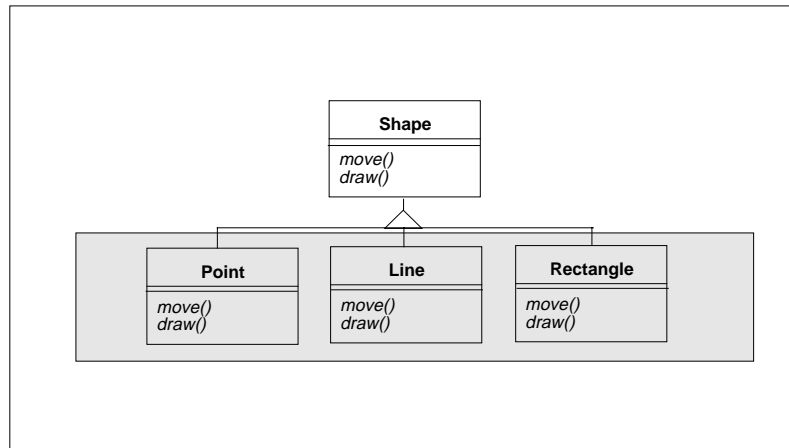 Shape
move()
draw()
Point
move()
draw()
Line
move()
draw()
Rectangle
move()
draw()